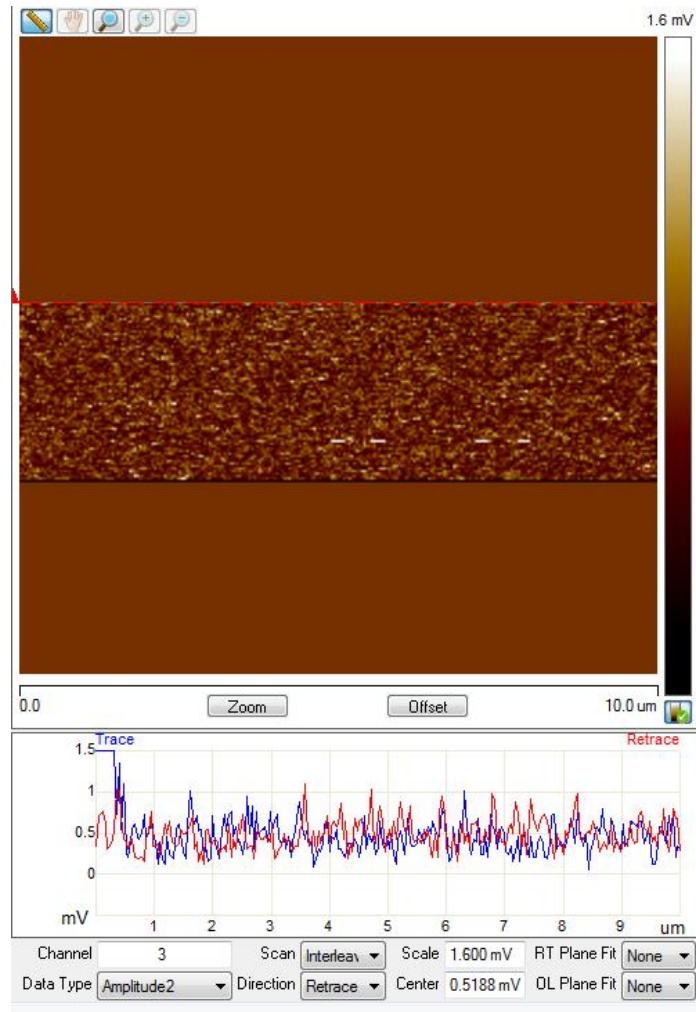 1.6 mV
0.0 Zoom Offset 10.0 um
Trace Retrace
1.5
1
0.5
0
mV 1 2 3 4 5 6 7 8 9 um
Channel 3 Scan Interleav Scale 1.600 mV RT Plane Fit None
Data Type Amplitude2 Direction Retrace Center 0.5188 mV OL Plane Fit None